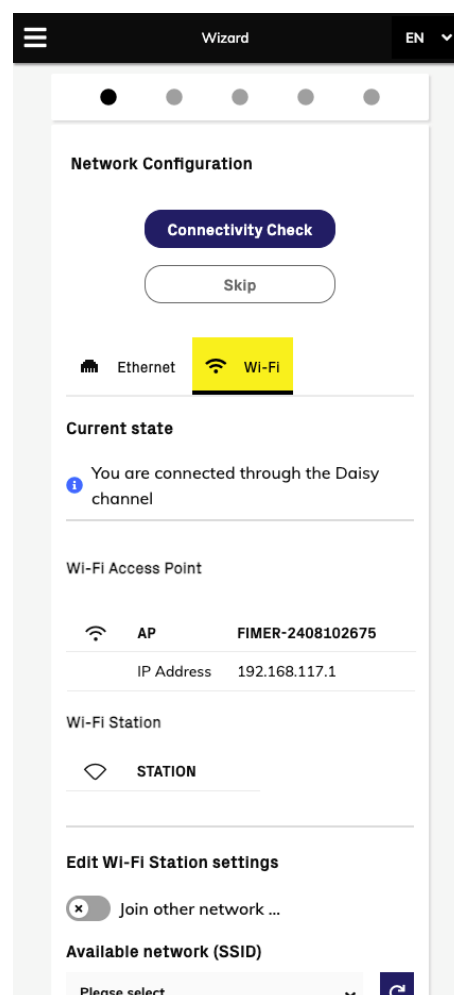 Wizard
EN
Network Configuration
Connectivity Check
Skip
Ethernet
Wi-Fi
Current state
You are connected through the Daisy
channel
Wi-Fi Access Point
AP FIMER-2408102675
IP Address 192.168.117.1
Wi-Fi Station
STATION
Edit Wi-Fi Station settings
Join other network ...
Available network (SSID)
Please select